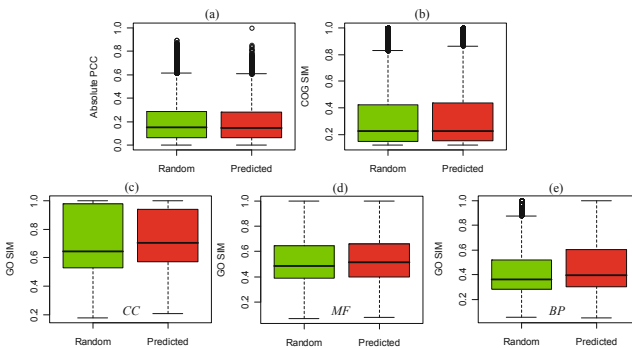 (a)
Absolute PCC
0.0 0.2 0.4 0.6 0.8 1.0
Random Predicted
(b)
COG SIM
0.2 0.4 0.6 0.8 1.0
Random Predicted
(c)
GO SIM
0.2 0.4 0.6 0.8 1.0
CC
Random Predicted
(d)
GO SIM
0.2 0.4 0.6 0.8 1.0
MF
Random Predicted
(e)
GO SIM
0.2 0.4 0.6 0.8 1.0
BP
Random Predicted